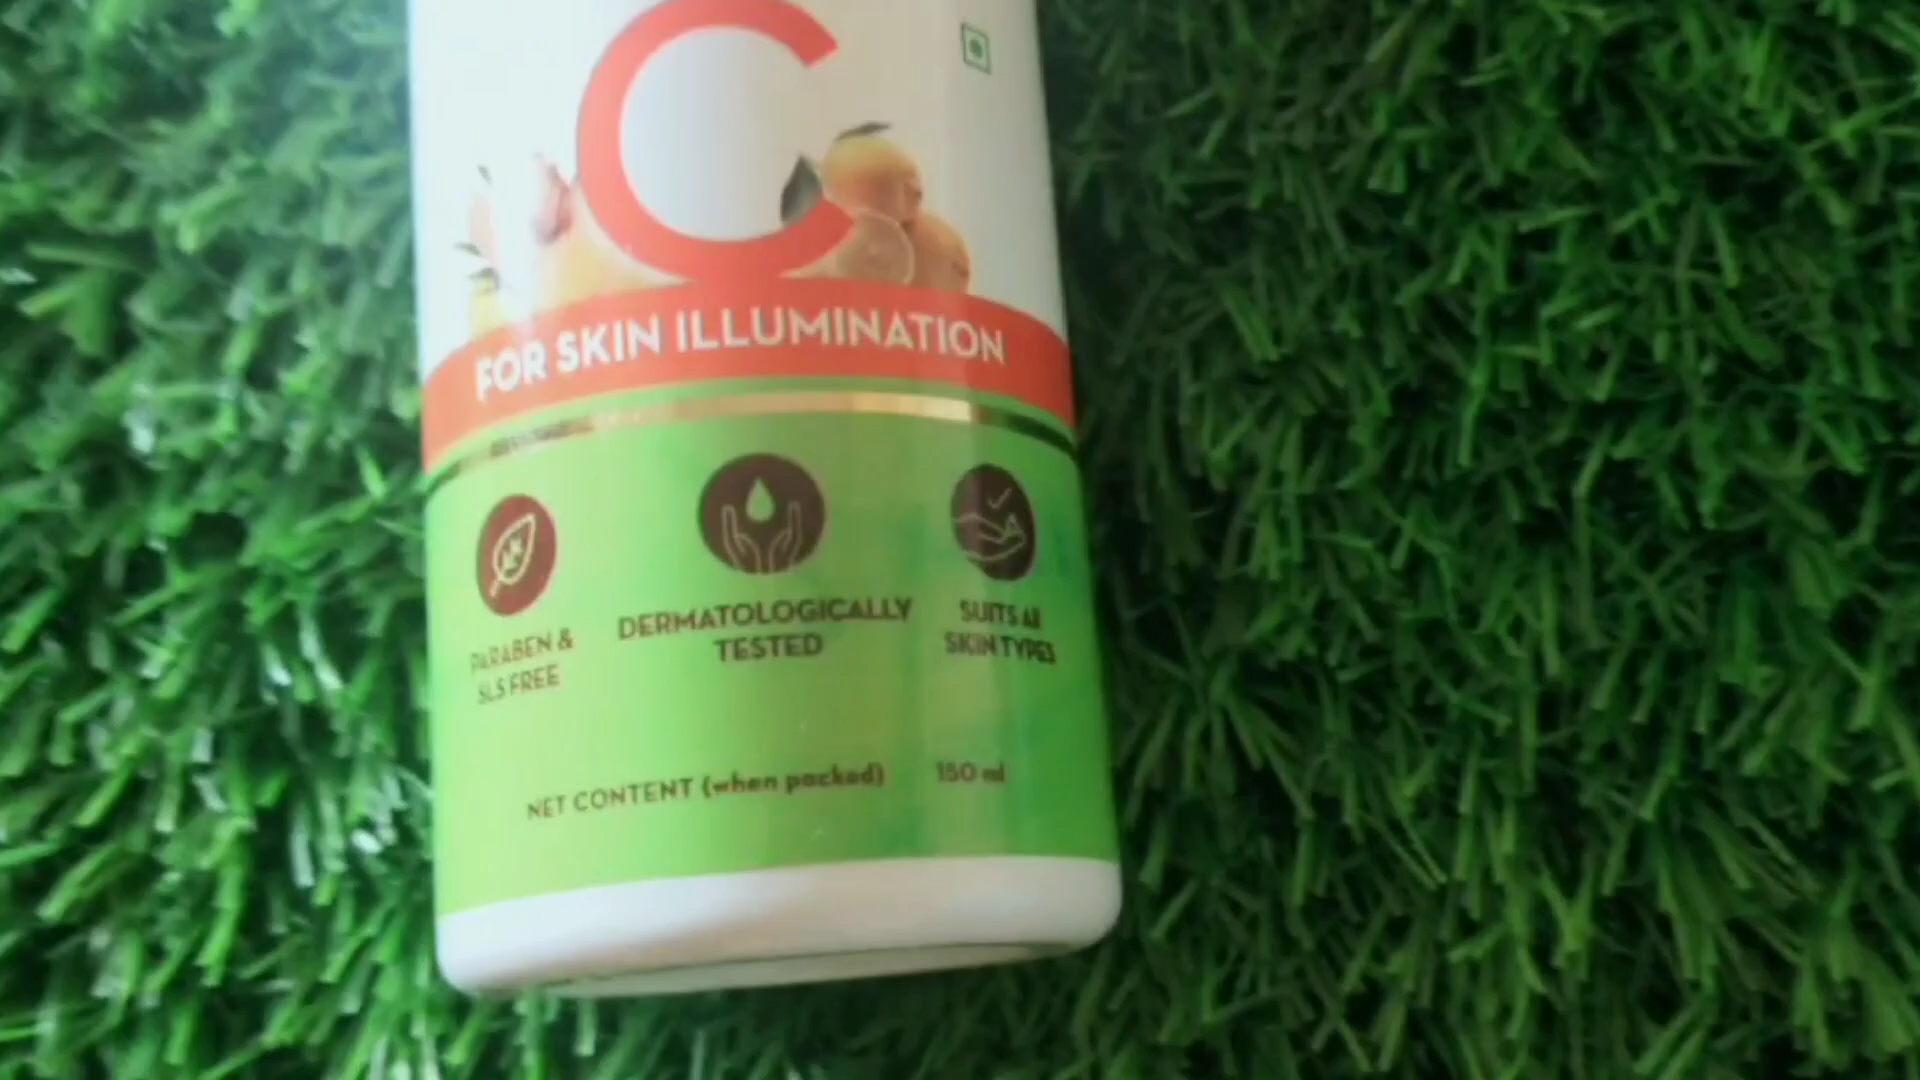 C
FOR SKIN ILLUMINATION
PARABEN &
SLS FREE
DERMATOLOGICALLY
TESTED
SUITS All
SKIN TYPES
NET CONTENT (when packed) 150 ml